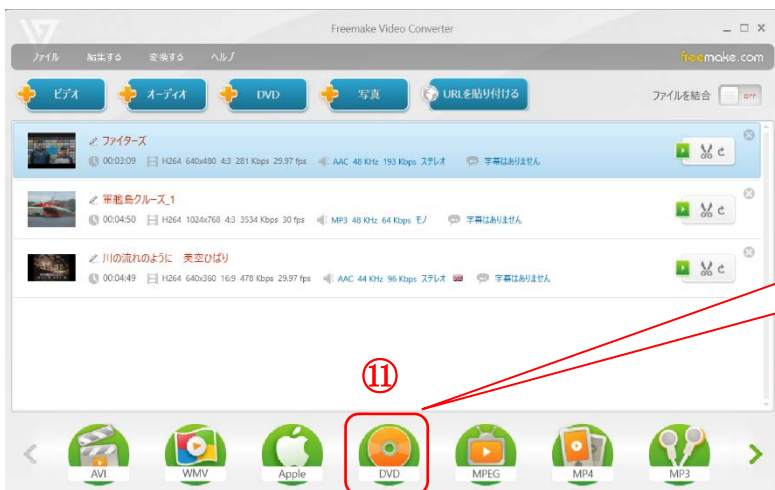 Freemake Video Converter
ファイル 編集する 変換する ヘルプ freemake.com
ビデオ オーディオ DVD 写真 URLを貼り付ける ファイルを結合 OFF
ファイターズ
00:03:09 H264 640x480 4:3 281 Kbps 29.97 fps AAC 48 KHz 193 Kbps ステレオ 字幕はありません
軍艦島クルーズ_1
00:04:50 H264 1024x768 4:3 3534 Kbps 30 fps MP3 48 KHz 64 Kbps モノ 字幕はありません
川の流れのように 美空ひばり
00:04:49 H264 640x360 16:9 478 Kbps 29.97 fps AAC 44 KHz 96 Kbps ステレオ 字幕はありません
⑪
AVI WMV Apple DVD MPEG MP4 MP3